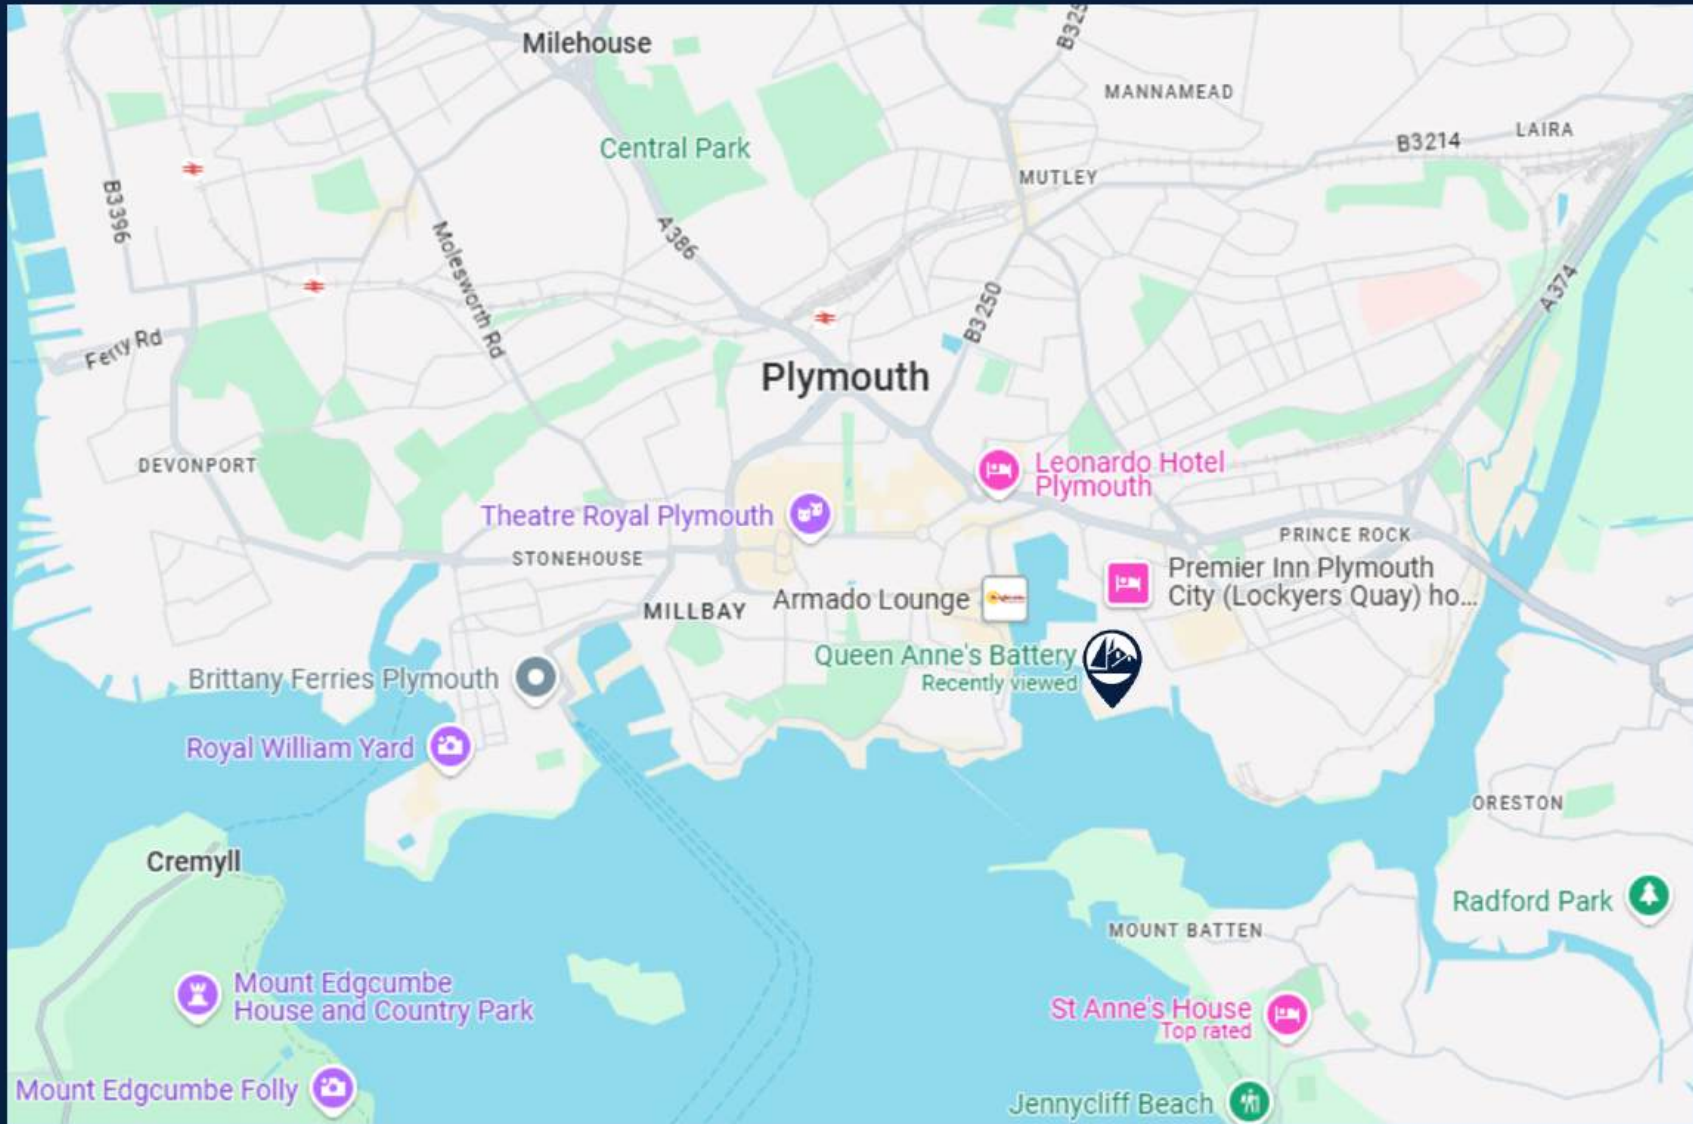 Milehouse
B325
MANNAMEAD
B3214
LAIRA
Central Park
MUTLEY
B3396
A386
Molesworth Rd
A374
B3250
Ferry Rd
Plymouth
DEVONPORT
Leonardo Hotel
Plymouth
Theatre Royal Plymouth
STONEHOUSE
PRINCE ROCK
Premier Inn Plymouth
City (Lockyers Quay) ho...
MILLBAY
Armado Lounge
Queen Anne's Battery
Recently viewed
Brittany Ferries Plymouth
Royal William Yard
ORESTON
Cremyll
Radford Park
MOUNT BATTEN
Mount Edgcumbe
House and Country Park
St Anne's House
Top rated
Mount Edgcumbe Folly
Jennycliff Beach